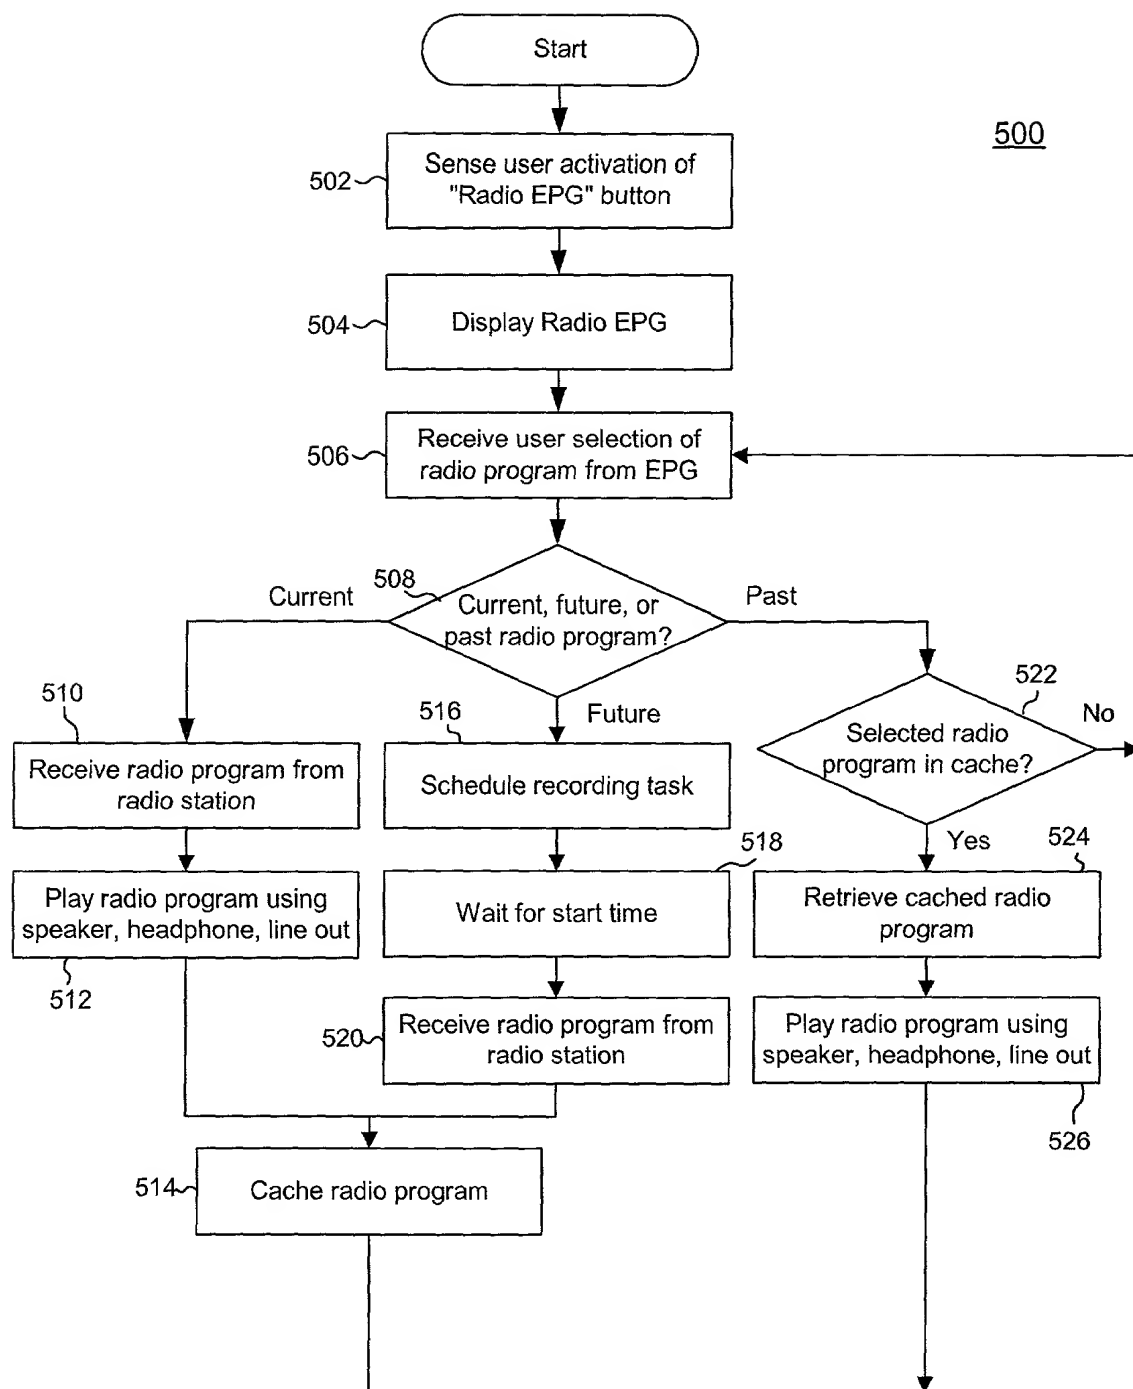 Start
500
502
Sense user activation of
"Radio EPG" button
504
Display Radio EPG
506
Receive user selection of
radio program from EPG
508
Current
Past
Current, future, or
past radio program?
510
516
Future
522
No
Receive radio program from
radio station
Schedule recording task
Selected radio
program in cache?
518
Yes
524
Play radio program using
speaker, headphone, line out
Wait for start time
Retrieve cached radio
program
512
520
Receive radio program from
radio station
Play radio program using
speaker, headphone, line out
526
514
Cache radio program